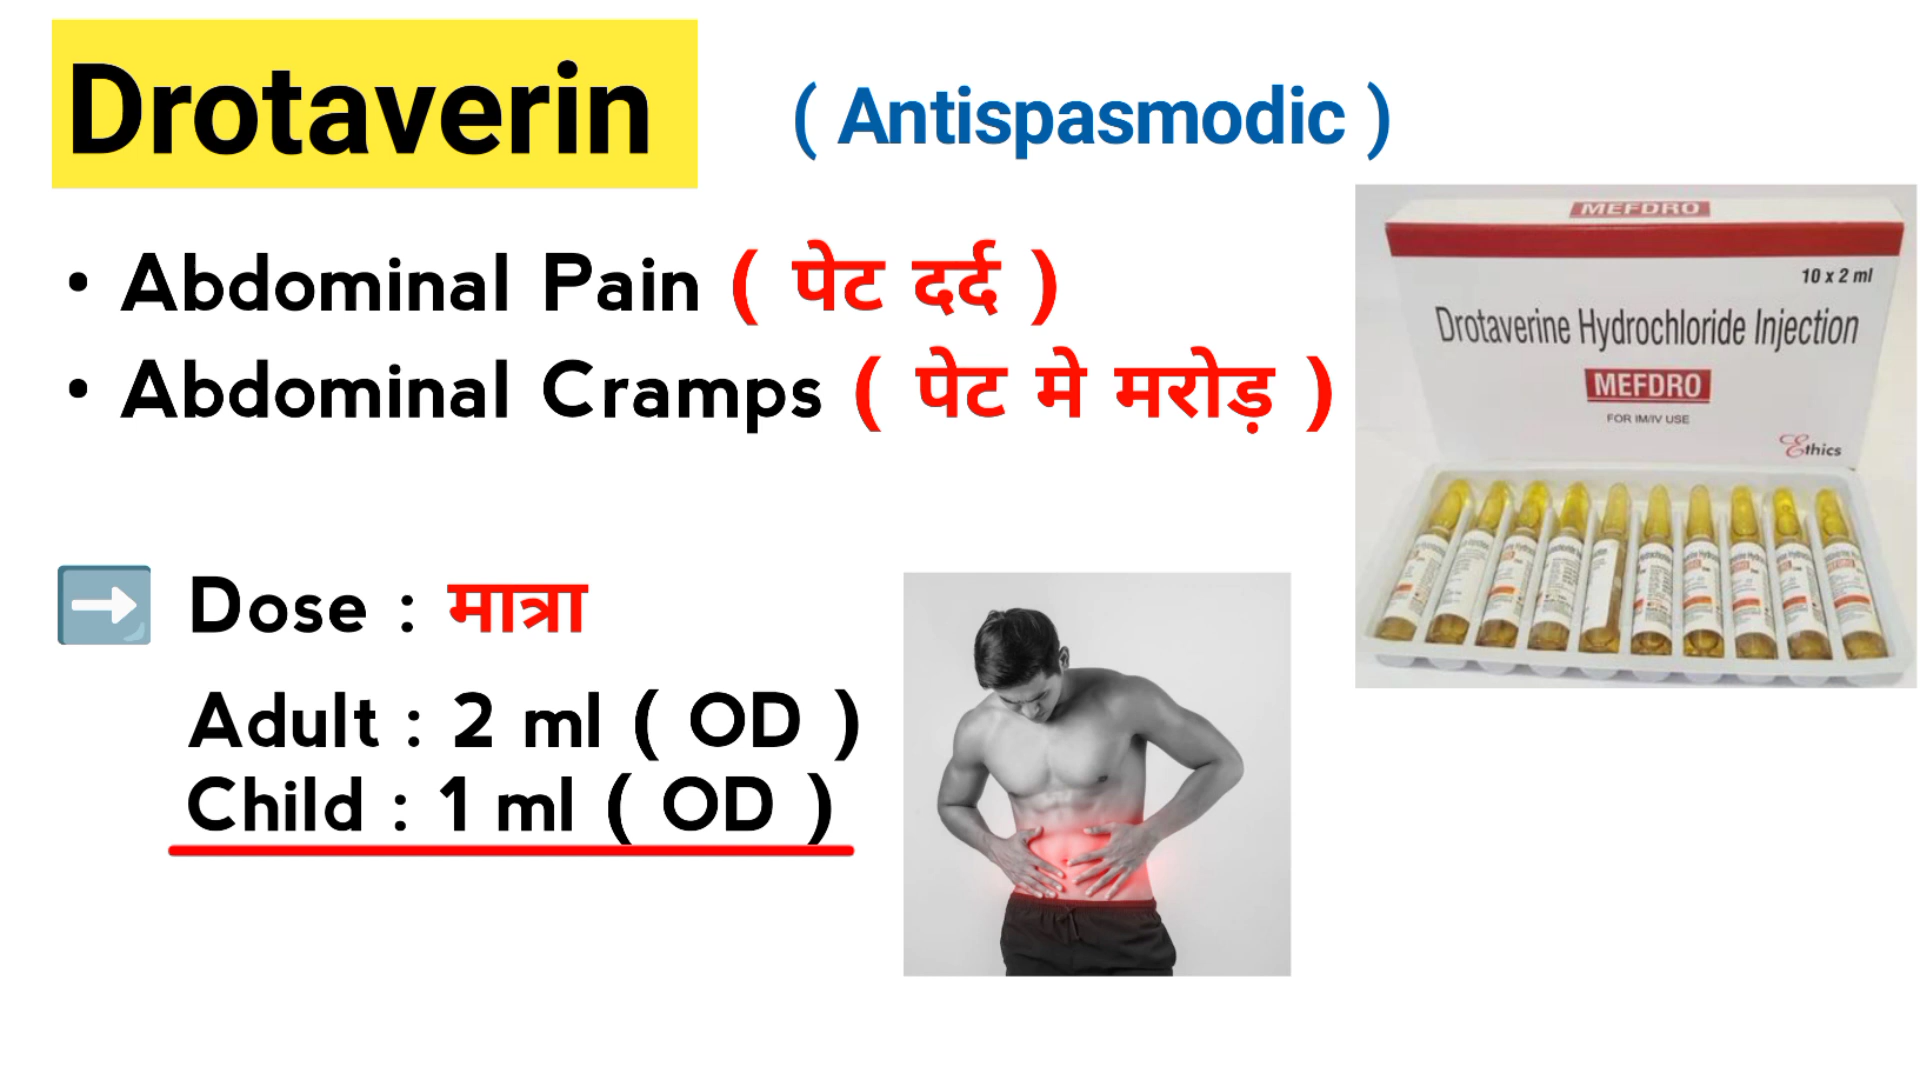 Drotaverin
( Antispasmodic )
• Abdominal Pain ( पेट दर्द )
• Abdominal Cramps ( पेट मे मरोड़ )
Dose : मात्रा
Adult : 2 ml ( OD )
Child : 1 ml ( OD )
MEFDRO
10 x 2 ml
Drotaverine Hydrochloride Injection
MEFDRO
FOR IM/IV USE
Ethics